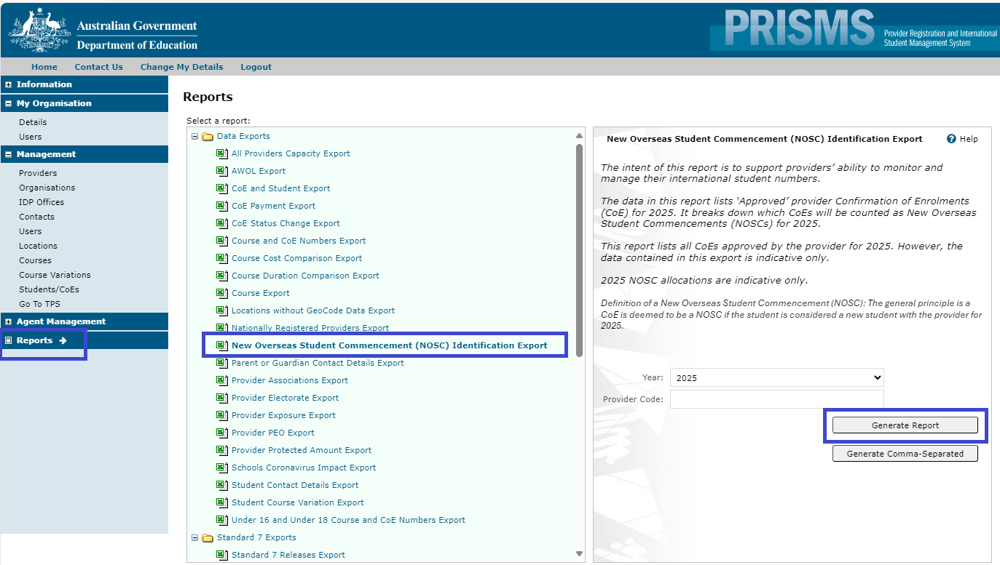 Australian Government
Department of Education
PRISMS
Provider Registration and International
Student Management System
Home Contact Us Change My Details Logout
Information
My Organisation
Details
Users
Management
Providers
Organisations
IDP Offices
Contacts
Users
Locations
Courses
Course Variations
Students/CoEs
Go To TPS
Agent Management
Reports
Reports
Select a report:
Data Exports
All Providers Capacity Export
AWOL Export
CoE and Student Export
CoE Payment Export
CoE Status Change Export
Course and CoE Numbers Export
Course Cost Comparison Export
Course Duration Comparison Export
Course Export
Locations without GeoCode Data Export
Nationally Registered Providers Export
New Overseas Student Commencement (NOSC) Identification Export
Parent or Guardian Contact Details Export
Provider Associations Export
Provider Electorate Export
Provider Exposure Export
Provider PEO Export
Provider Protected Amount Export
Schools Coronavirus Impact Export
Student Contact Details Export
Student Course Variation Export
Under 16 and Under 18 Course and CoE Numbers Export
Standard 7 Exports
Standard 7 Releases Export
New Overseas Student Commencement (NOSC) Identification Export
Help
The intent of this report is to support providers’ ability to monitor and
manage their international student numbers.
The data in this report lists ‘Approved’ provider Confirmation of Enrolments
(CoE) for 2025. It breaks down which CoEs will be counted as New Overseas
Student Commencements (NOSCs) for 2025.
This report lists all CoEs approved by the provider for 2025. However, the
data contained in this export is indicative only.
2025 NOSC allocations are indicative only.
Definition of a New Overseas Student Commencement (NOSC): The general principle is a
CoE is deemed to be a NOSC if the student is considered a new student with the provider for
2025.
Year: 2025
Provider Code:
Generate Report
Generate Comma-Separated